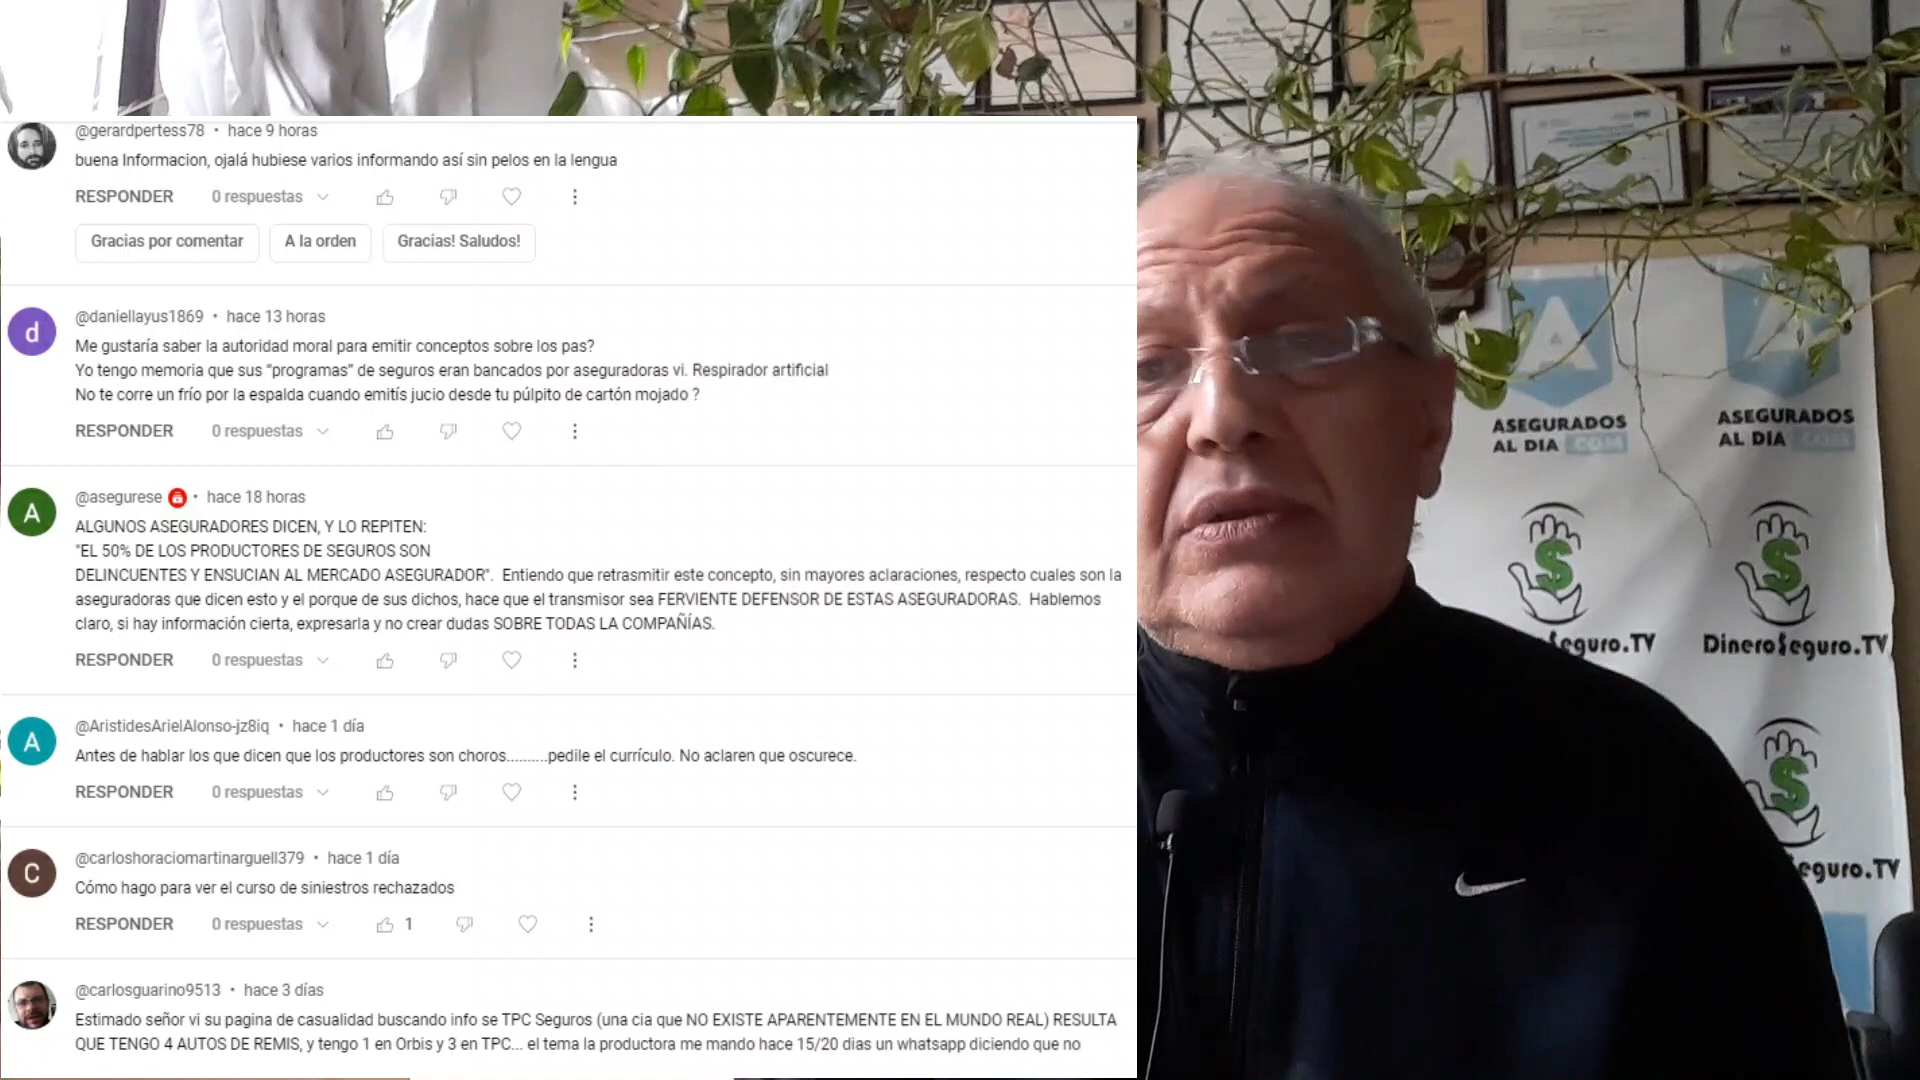 @gerardpertess78 • hace 9 horas
buena Informacion, ojalá hubiese varios informando así sin pelos en la lengua
RESPONDER 0 respuestas
Gracias por comentar A la orden Gracias! Saludos!
d
@daniellayus1869 • hace 13 horas
Me gustaría saber la autoridad moral para emitir conceptos sobre los pas?
Yo tengo memoria que sus “programas” de seguros eran bancados por aseguradoras vi. Respirador artificial
No te corre un frío por la espalda cuando emitís jucio desde tu púlpito de cartón mojado ?
RESPONDER 0 respuestas
A
@asegurese • hace 18 horas
ALGUNOS ASEGURADORES DICEN, Y LO REPITEN:
"EL 50% DE LOS PRODUCTORES DE SEGUROS SON
DELINCUENTES Y ENSUCIAN AL MERCADO ASEGURADOR". Entiendo que retrasmitir este concepto, sin mayores aclaraciones, respecto cuales son la
aseguradoras que dicen esto y el porque de sus dichos, hace que el transmisor sea FERVIENTE DEFENSOR DE ESTAS ASEGURADORAS. Hablemos
claro, si hay información cierta, expresarla y no crear dudas SOBRE TODAS LA COMPAÑÍAS.
RESPONDER 0 respuestas
A
@AristidesArielAlonso-jz8iq • hace 1 día
Antes de hablar los que dicen que los productores son choros..........pedile el currículo. No aclaren que oscurece.
RESPONDER 0 respuestas
C
@carloshoraciomartinarguell379 • hace 1 día
Cómo hago para ver el curso de siniestros rechazados
RESPONDER 0 respuestas 1
@carlosguarino9513 • hace 3 días
Estimado señor vi su pagina de casualidad buscando info se TPC Seguros (una cia que NO EXISTE APARENTEMENTE EN EL MUNDO REAL) RESULTA
QUE TENGO 4 AUTOS DE REMIS, y tengo 1 en Orbis y 3 en TPC... el tema la productora me mando hace 15/20 dias un whatsapp diciendo que no
A A
ASEGURADOS
AL DIA .COM
ASEGURADOS
AL DIA .COM
$ $
eguro.TV
DineroSeguro.TV
$
eguro.TV